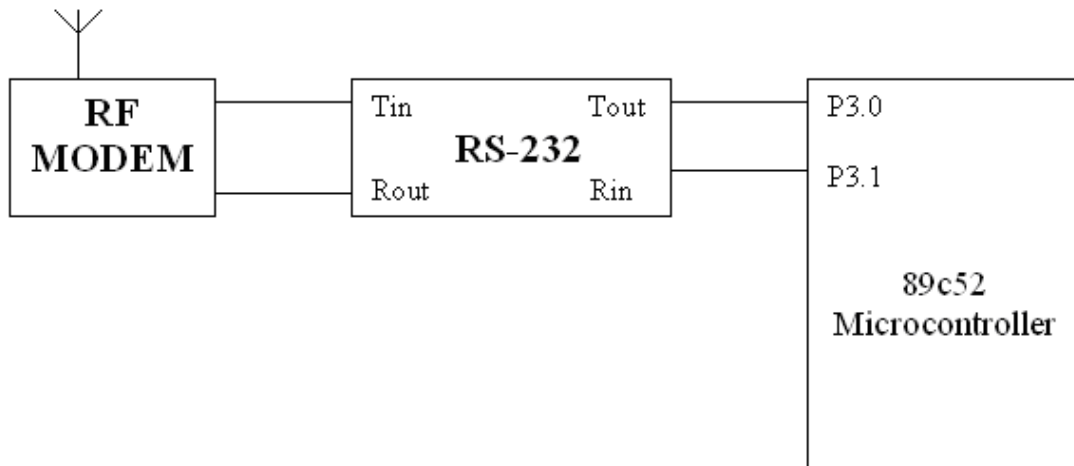 RF
MODEM
Tin
Tout
RS-232
Rout
Rin
P3.0
P3.1
89c52
Microcontroller